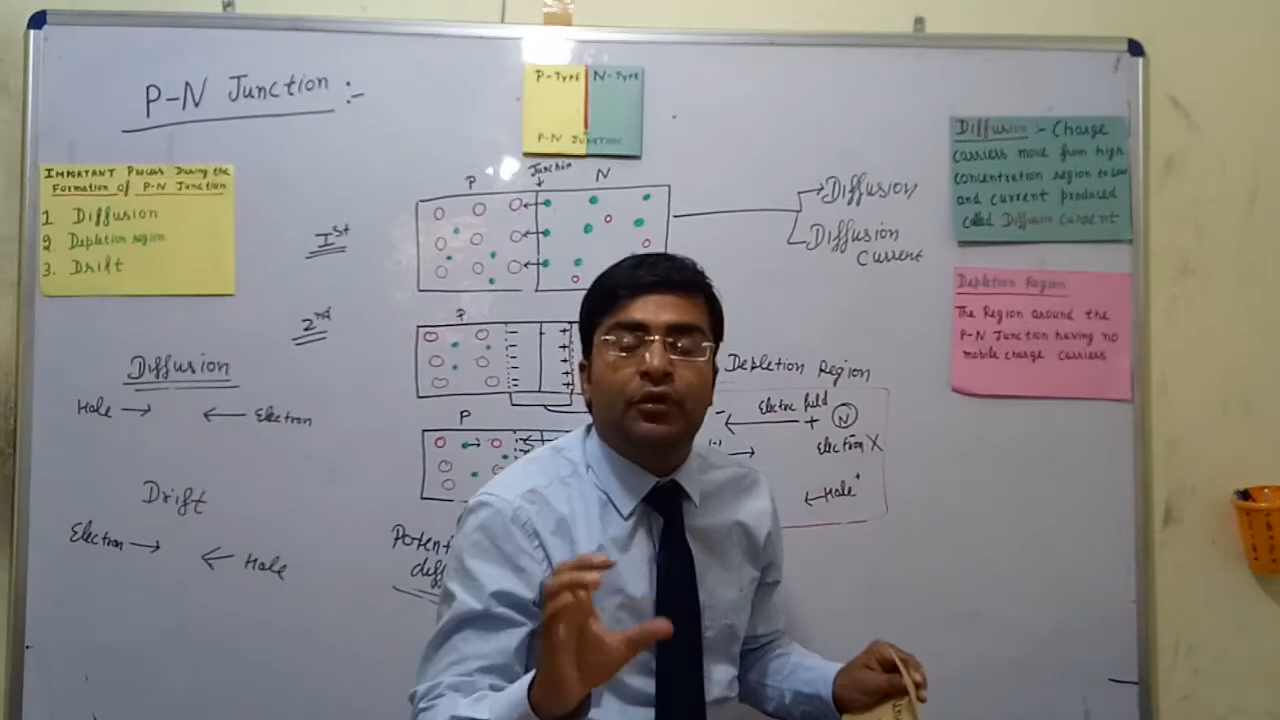 P-N Junction :-
P-TYPE N-TYPE
P-N JUNCTION
IMPORTANT Process During the
Formation of P-N Junction
1 Diffusion
2. Depletion region
3. Drift
Junction
P N
Ist
Diffusion
Diffusion
Current
Diffusion :- Charge
carriers move from high
concentration region to low
and current produced
called Diffusion current
Depletion Region
The Region around the
P-N Junction having no
mobile charge carriers
2nd
P
- +
- +
- +
- +
- +
Depletion Region
Diffusion
Hole → ← Electron
P
- Electric field + N
(-) → Electron X
← Hole+
Drift
Electron → ← Hole